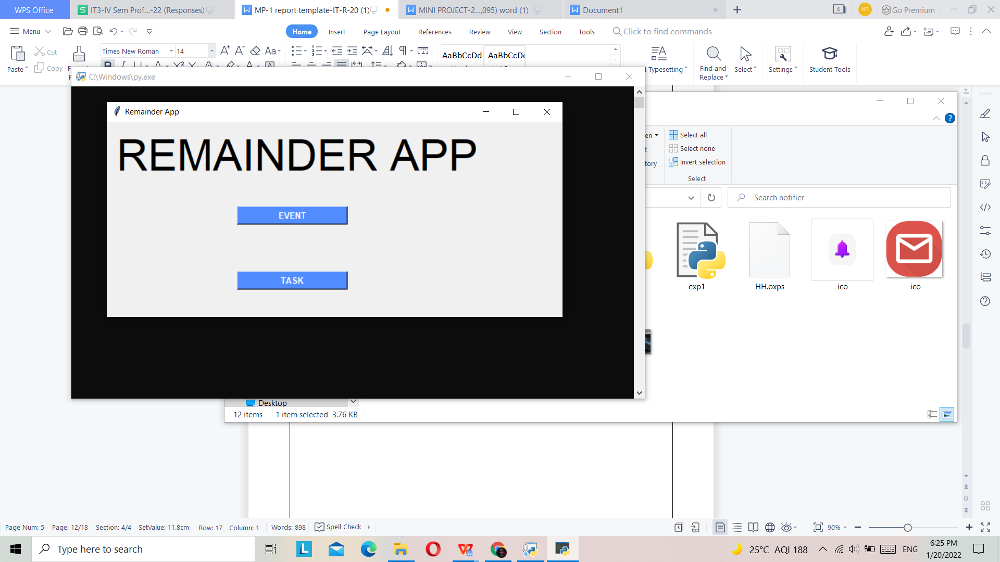 WPS Office
IT3-IV Sem Prof...-22 (Responses)
MP-1 report template-IT-R-20 (1)
MINI PROJECT-2...,095) word (1)
Document1
4
NR
Go Premium
Menu
Home
Insert
Page Layout
References
Review
View
Section
Tools
Click to find commands
Paste
Cut
Copy
Times New Roman
14
AaBbCcDd
AaBbCcD
Typesetting
Find and
Replace
Select
Settings
Student Tools
C:\Windows\py.exe
Remainder App
REMAINDER APP
EVENT
TASK
en
Select all
Select none
tory
Invert selection
Select
Search notifier
exp1
HH.oxps
ico
ico
Desktop
12 items
1 item selected 3.76 KB
Page Num: 5
Page: 12/18
Section: 4/4
SetValue: 11.8cm
Row: 17
Column: 1
Words: 898
Spell Check
90%
Type here to search
25°C AQI 188
ENG
6:25 PM
1/20/2022